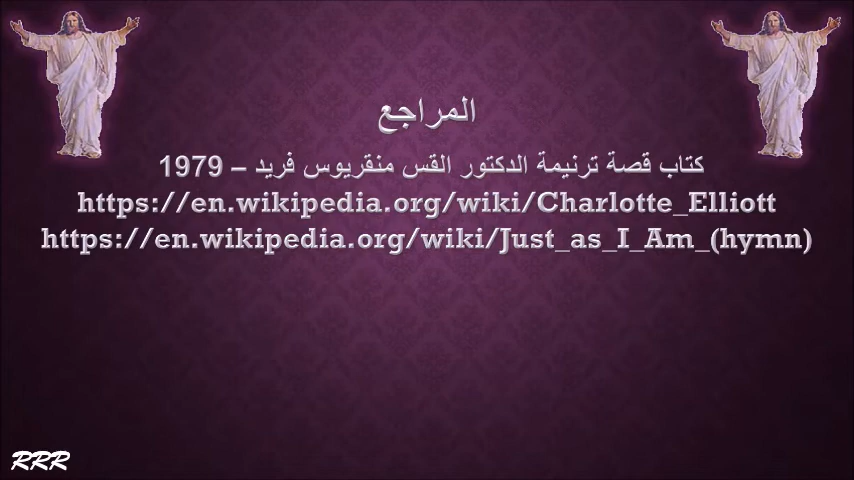 المراجع
كتاب قصة ترنيمة الدكتور القس منقريوس فريد – 1979
https://en.wikipedia.org/wiki/Charlotte_Elliott
https://en.wikipedia.org/wiki/Just_as_I_Am_(hymn)
RRR